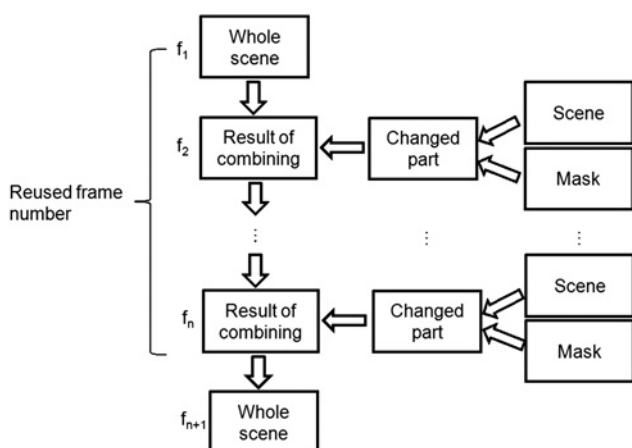 f1
Whole
scene
Scene
f2
Result of
combining
Changed
part
Mask
Reused frame
number
⋮
⋮
⋮
Scene
fn
Result of
combining
Changed
part
Mask
fn+1
Whole
scene